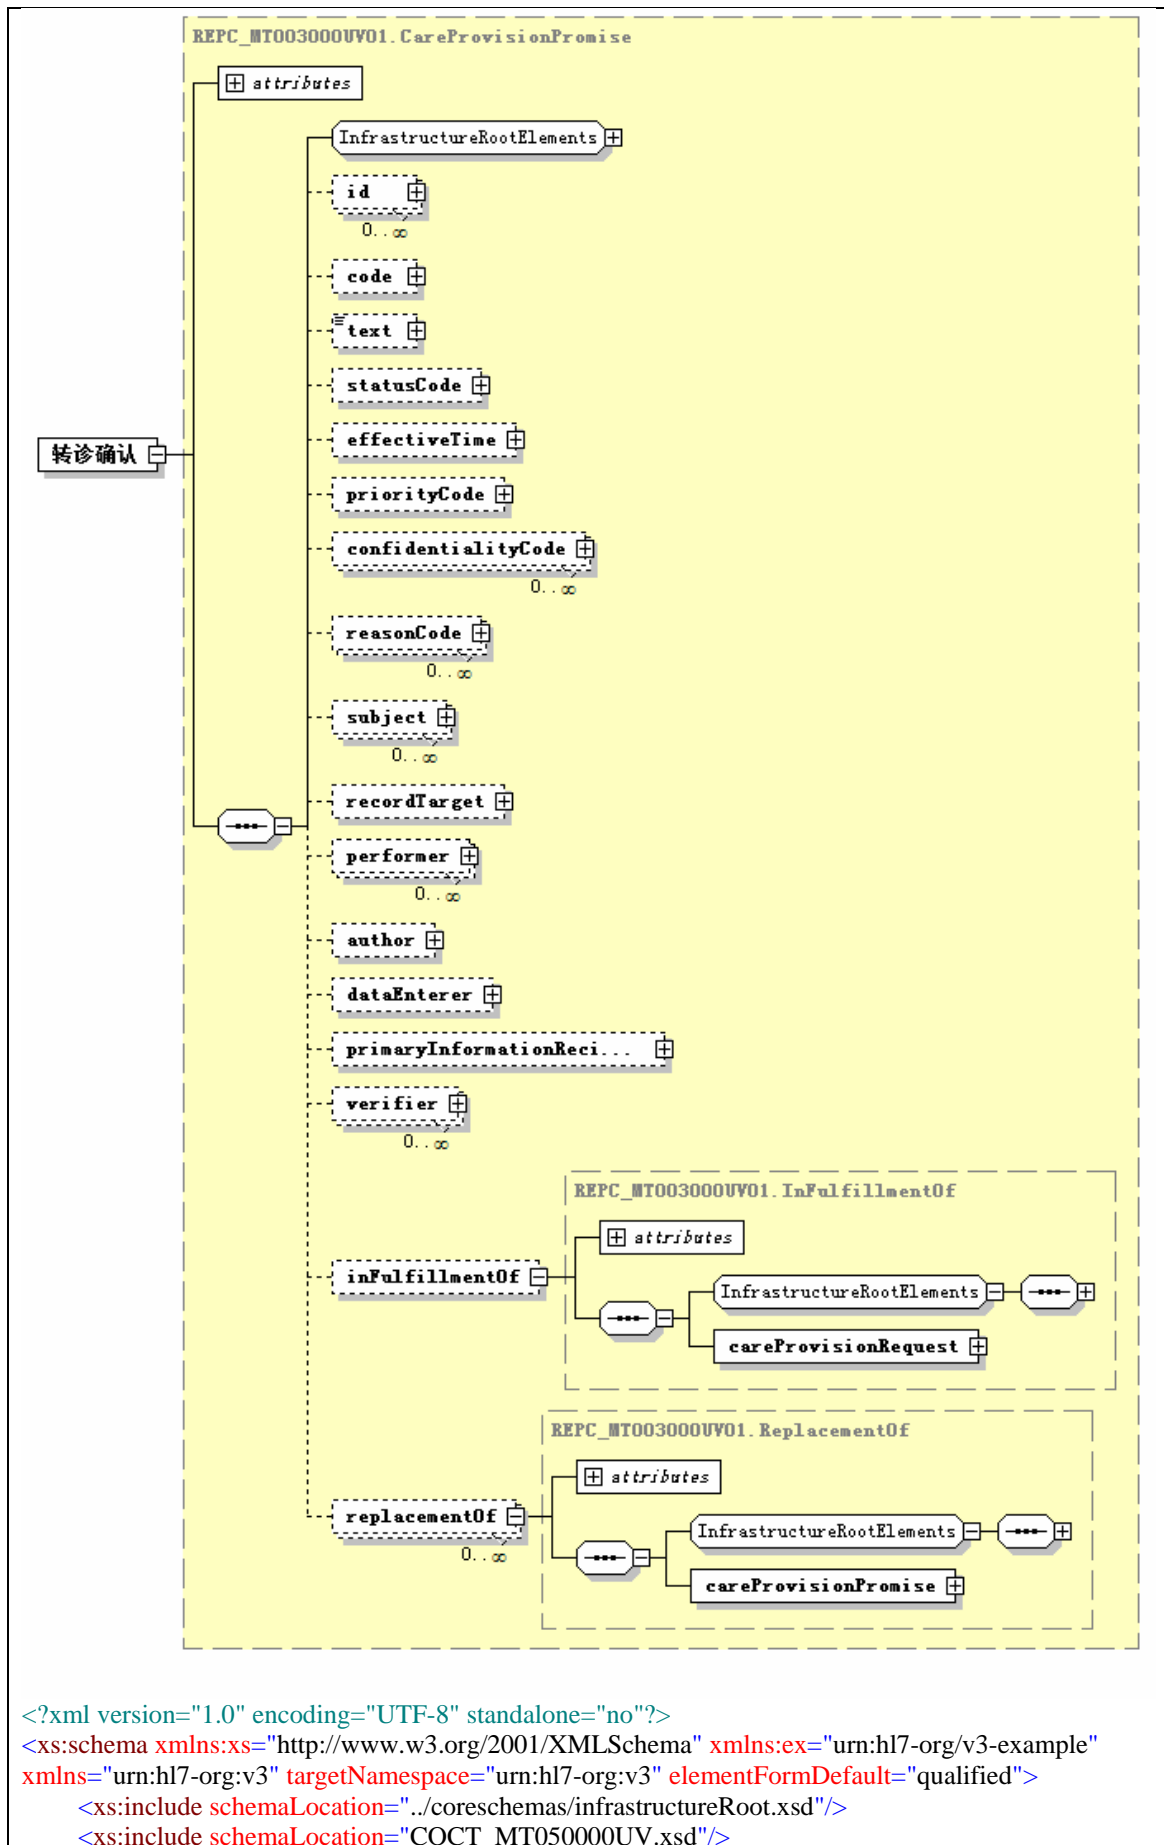 REPC_MT003000UV01.CareProvisionPromise
attributes
InfrastructureRootElements
id
0..∞
code
text
statusCode
effectiveTime
转诊确认
priorityCode
confidentialityCode
0..∞
reasonCode
0..∞
subject
0..∞
recordTarget
performer
0..∞
author
dataEnterer
primaryInformationReci...
verifier
0..∞
REPC_MT003000UV01.InFulfillmentOf
attributes
inFulfillmentOf
InfrastructureRootElements
careProvisionRequest
REPC_MT003000UV01.ReplacementOf
attributes
replacementOf
0..∞
InfrastructureRootElements
careProvisionPromise
<?xml version="1.0" encoding="UTF-8" standalone="no"?>
<xs:schema xmlns:xs="http://www.w3.org/2001/XMLSchema" xmlns:ex="urn:hl7-org/v3-example"
xmlns="urn:hl7-org:v3" targetNamespace="urn:hl7-org:v3" elementFormDefault="qualified">
<xs:include schemaLocation="../coreschemas/infrastructureRoot.xsd"/>
<xs:include schemaLocation="COCT_MT050000UV.xsd"/>